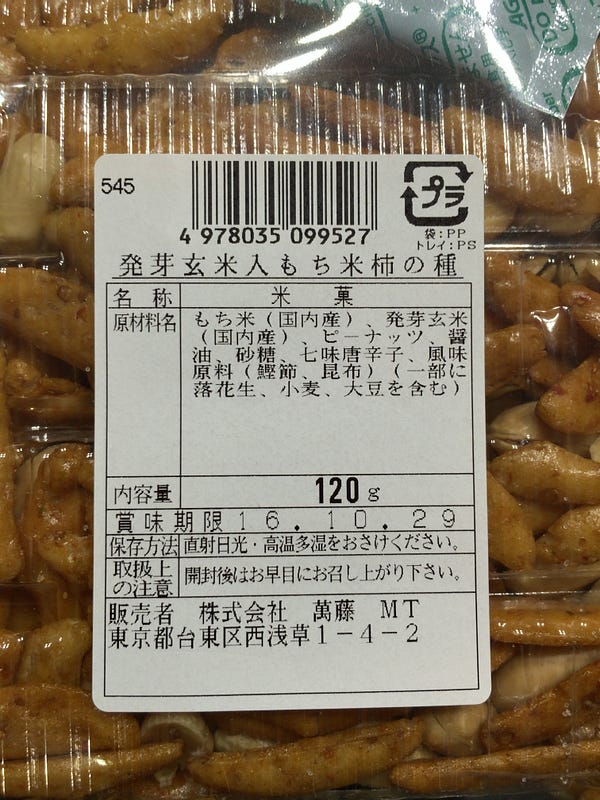 545
4 978035 099527
プラ
袋:PP
トレイ:PS
発芽玄米入もち米柿の種
名称 米菓
原材料名 もち米(国内産)、発芽玄米
(国内産)、ピーナッツ、醤
油、砂糖、七味唐辛子、風味
原料(鰹節、昆布)(一部に
落花生、小麦、大豆を含む)
内容量 120g
賞味期限16.10.29
保存方法 直射日光・高温多湿をおさけください。
取扱上の注意 開封後はお早目にお召し上がり下さい。
販売者 株式会社 萬藤 MT
東京都台東区西浅草1-4-2